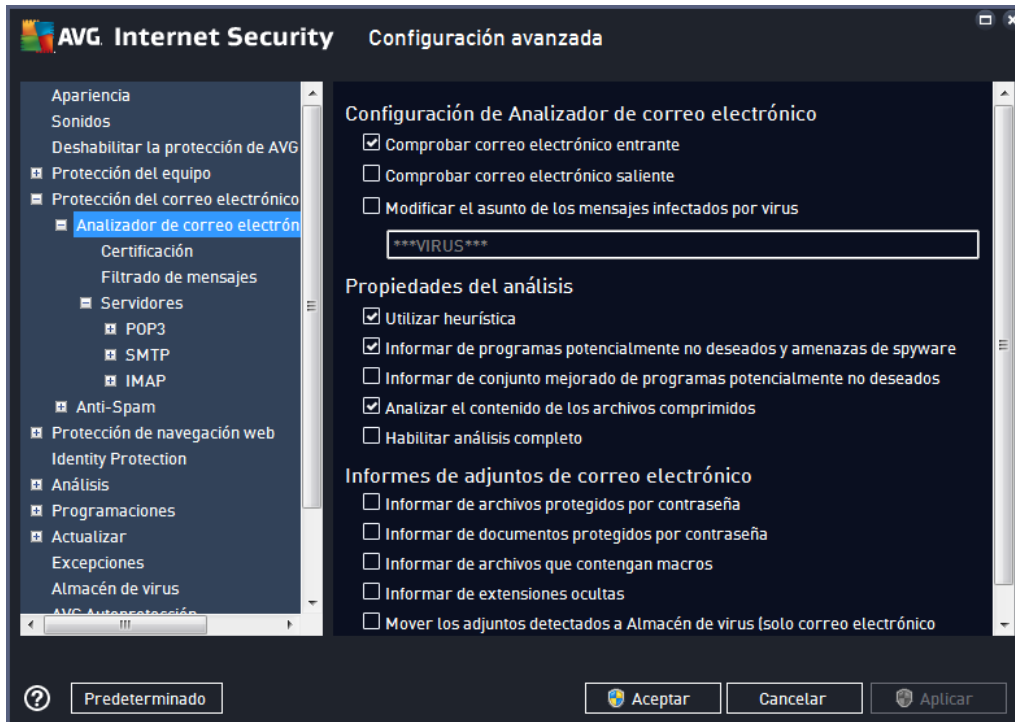 AVG. Internet Security Configuración avanzada
Apariencia
Sonidos
Deshabilitar la protección de AVG
Protección del equipo
Protección del correo electrónico
Analizador de correo electrón
Certificación
Filtrado de mensajes
Servidores
POP3
SMTP
IMAP
Anti-Spam
Protección de navegación web
Identity Protection
Análisis
Programaciones
Actualizar
Excepciones
Almacén de virus
AVG Autoprotección
Configuración de Analizador de correo electrónico
Comprobar correo electrónico entrante
Comprobar correo electrónico saliente
Modificar el asunto de los mensajes infectados por virus
***VIRUS***
Propiedades del análisis
Utilizar heurística
Informar de programas potencialmente no deseados y amenazas de spyware
Informar de conjunto mejorado de programas potencialmente no deseados
Analizar el contenido de los archivos comprimidos
Habilitar análisis completo
Informes de adjuntos de correo electrónico
Informar de archivos protegidos por contraseña
Informar de documentos protegidos por contraseña
Informar de archivos que contengan macros
Informar de extensiones ocultas
Mover los adjuntos detectados a Almacén de virus (solo correo electrónico
Predeterminado
Aceptar
Cancelar
Aplicar